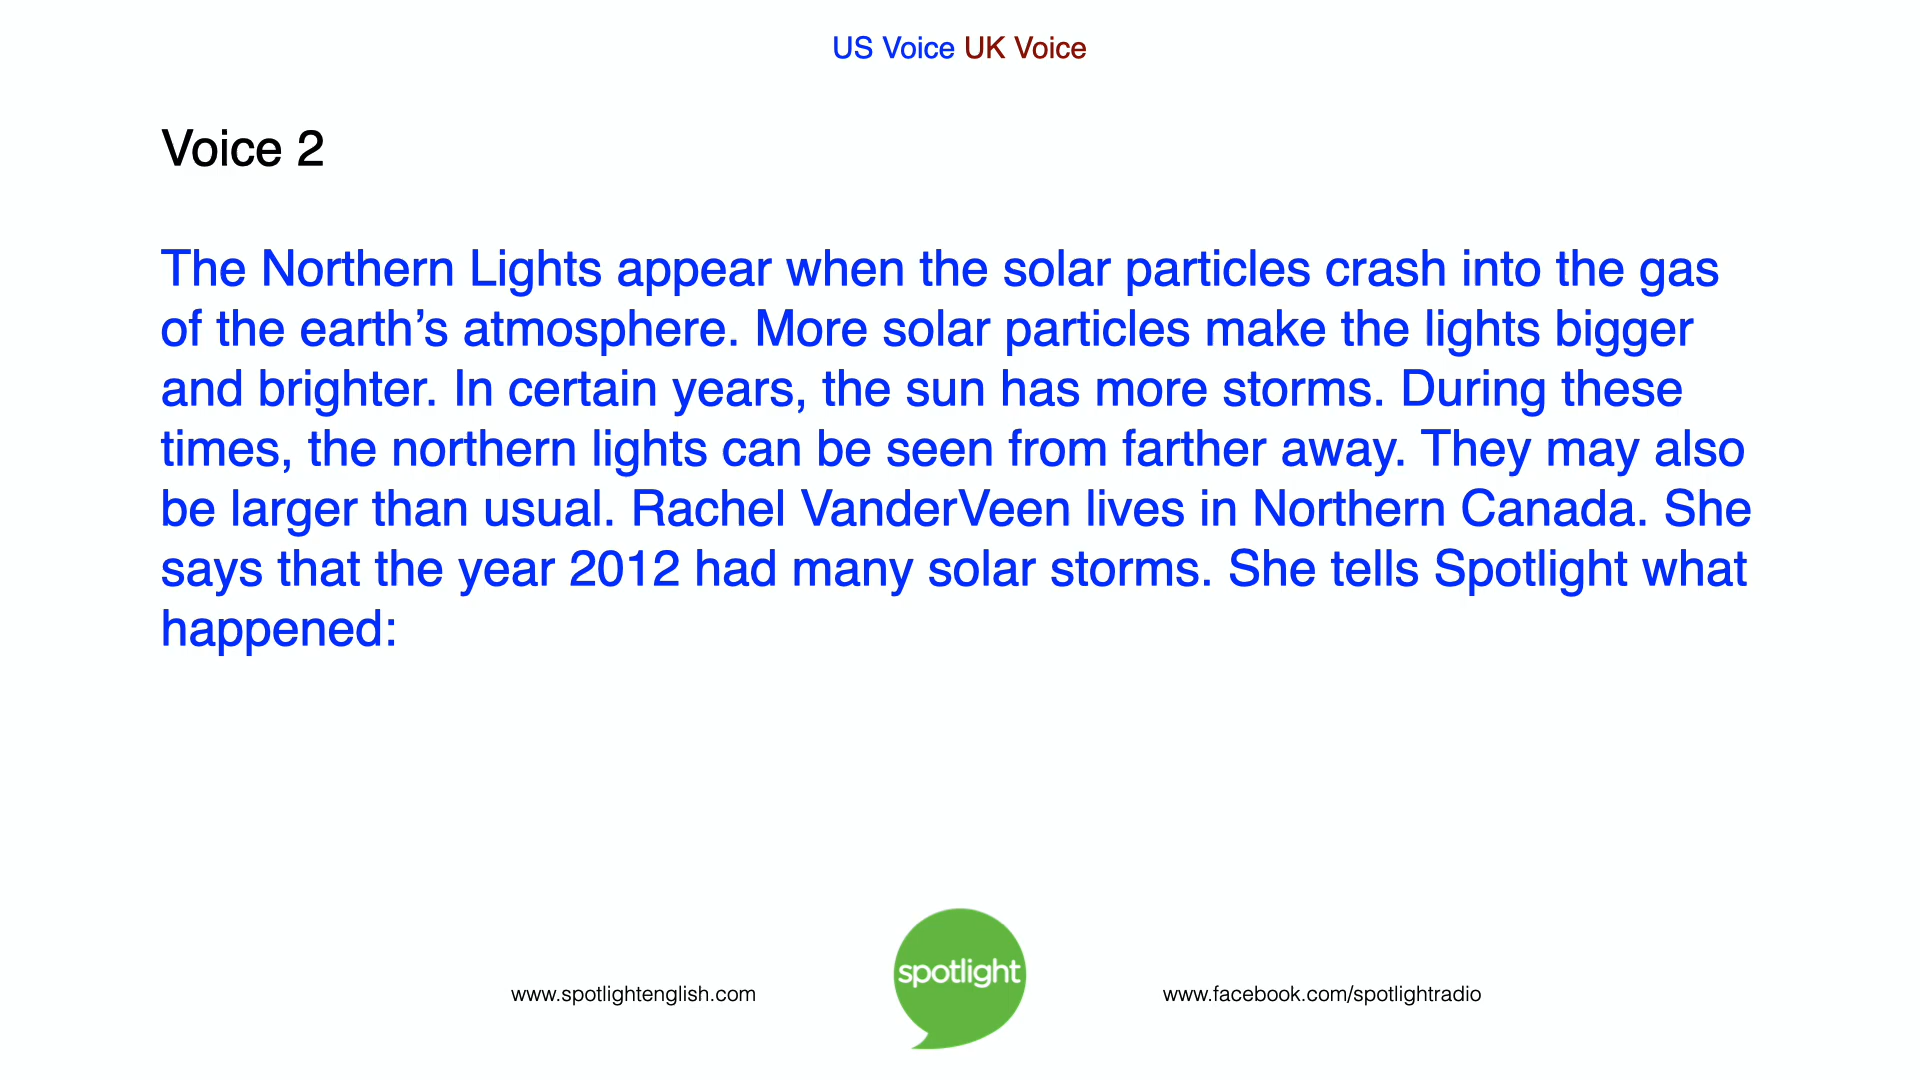 US Voice UK Voice
Voice 2
The Northern Lights appear when the solar particles crash into the gas
of the earth’s atmosphere. More solar particles make the lights bigger
and brighter. In certain years, the sun has more storms. During these
times, the northern lights can be seen from farther away. They may also
be larger than usual. Rachel VanderVeen lives in Northern Canada. She
says that the year 2012 had many solar storms. She tells Spotlight what
happened:
spotlight
www.spotlightenglish.com
www.facebook.com/spotlightradio